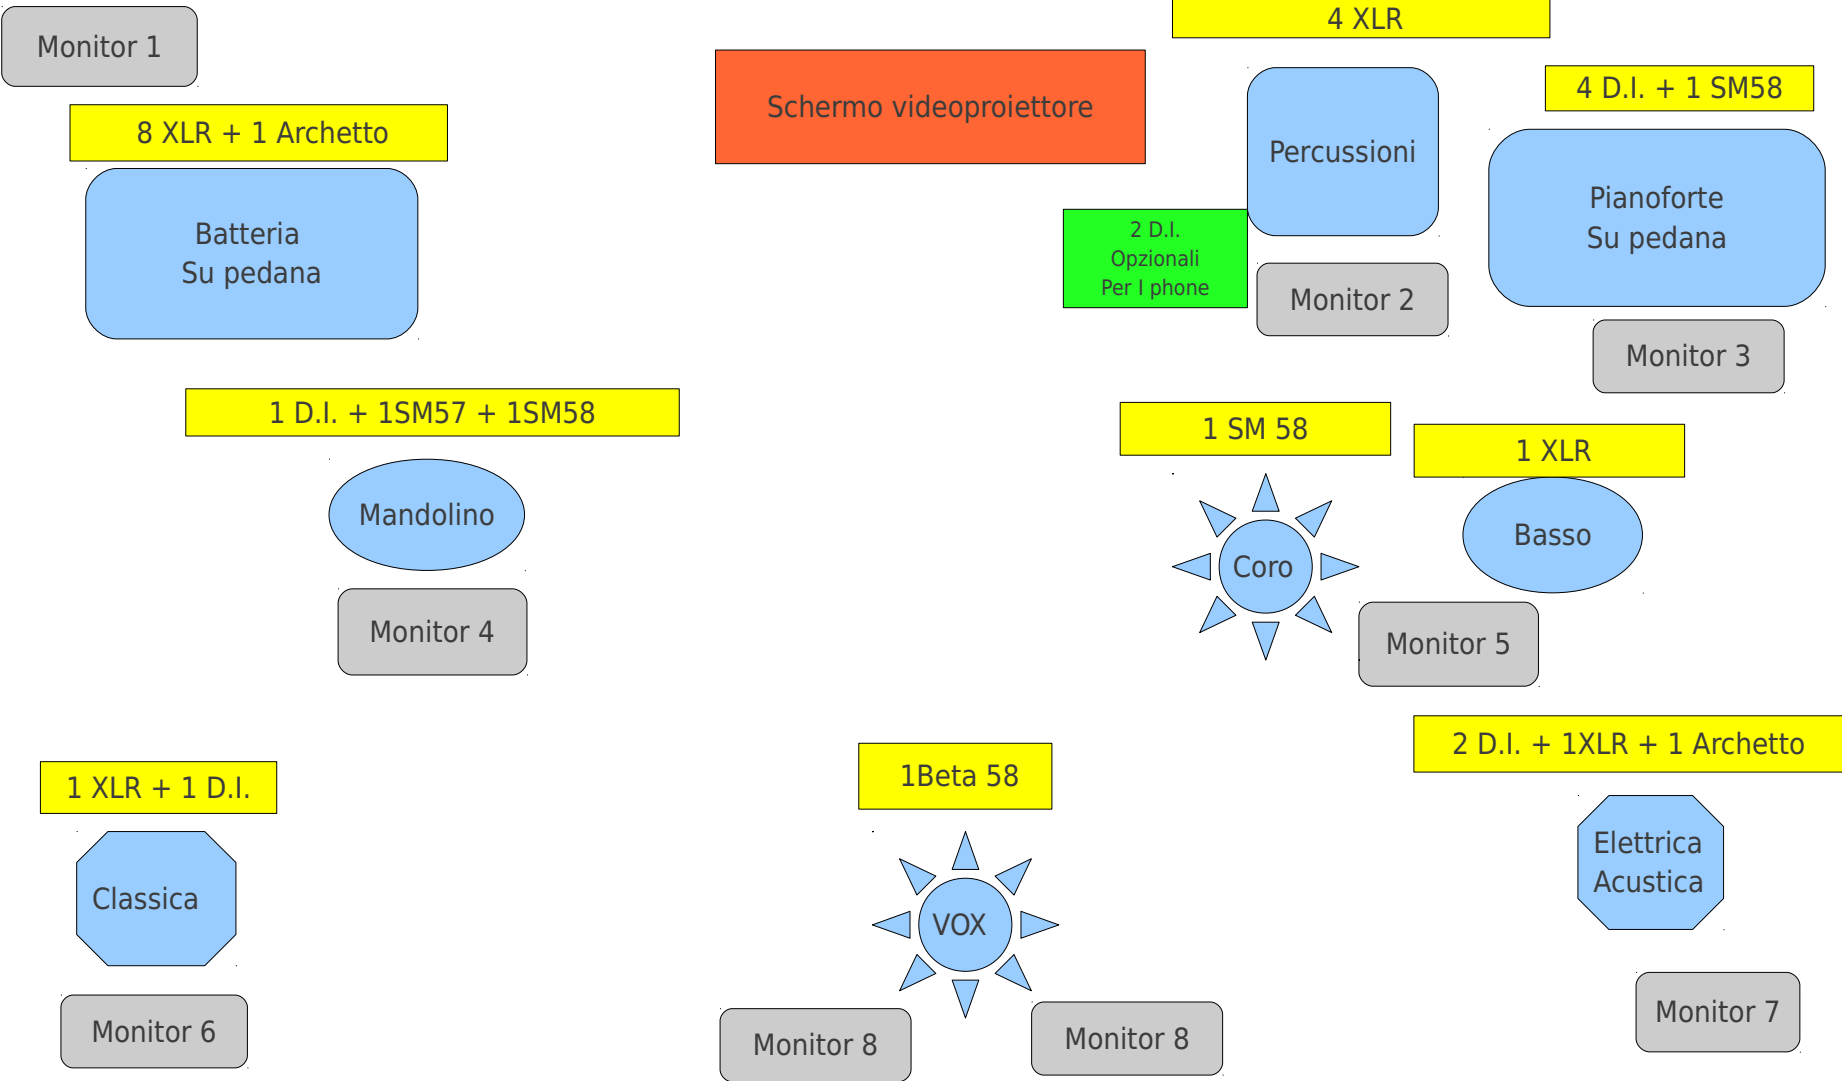 4 XLR
Monitor 1
Schermo videoproiettore
4 D.I. + 1 SM58
8 XLR + 1 Archetto
Percussioni
Batteria
Su pedana
Pianoforte
Su pedana
2 D.I.
Opzionali
Per I phone
Monitor 2
Monitor 3
1 D.I. + 1SM57 + 1SM58
1 SM 58
1 XLR
Mandolino
Coro
Basso
Monitor 4
Monitor 5
2 D.I. + 1XLR + 1 Archetto
1 XLR + 1 D.I.
1Beta 58
Elettrica
Acustica
Classica
VOX
Monitor 6
Monitor 8
Monitor 8
Monitor 7